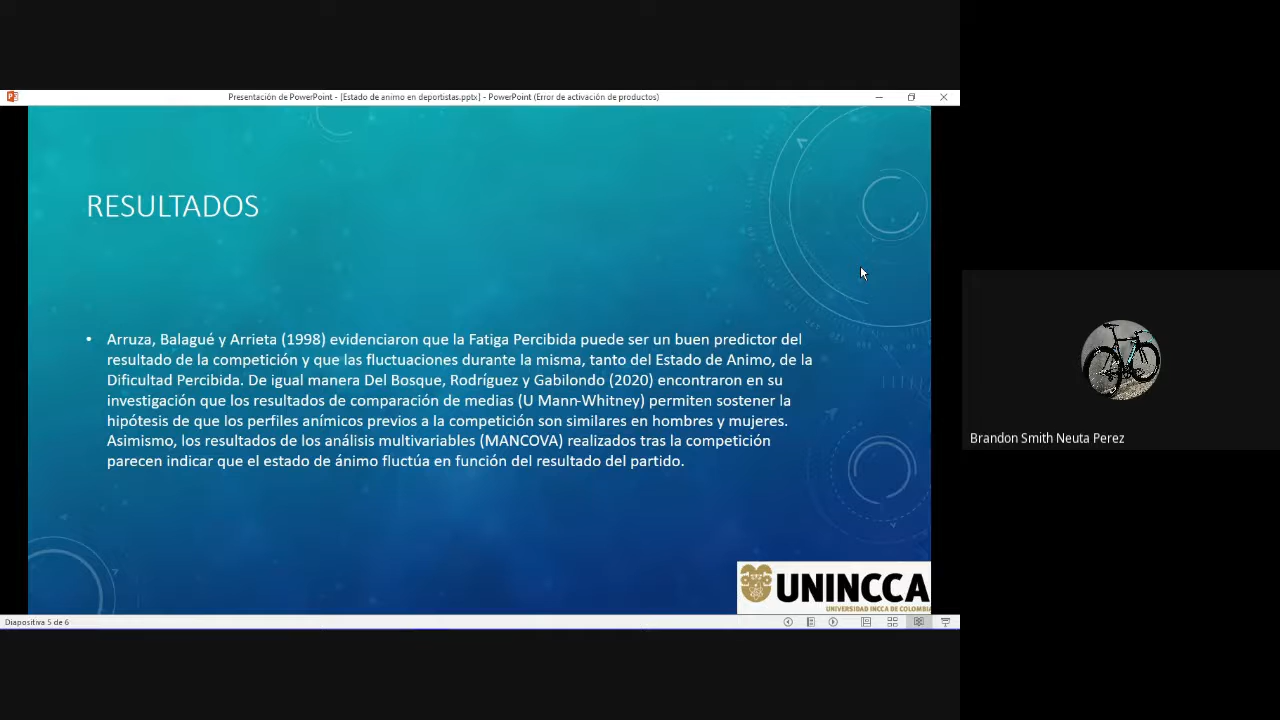 Presentación de PowerPoint - [Estado de animo en deportistas.pptx] - PowerPoint (Error de activación de productos)
RESULTADOS
• Arruza, Balagué y Arrieta (1998) evidenciaron que la Fatiga Percibida puede ser un buen predictor del
resultado de la competición y que las fluctuaciones durante la misma, tanto del Estado de Animo, de la
Dificultad Percibida. De igual manera Del Bosque, Rodríguez y Gabilondo (2020) encontraron en su
investigación que los resultados de comparación de medias (U Mann-Whitney) permiten sostener la
hipótesis de que los perfiles anímicos previos a la competición son similares en hombres y mujeres.
Asimismo, los resultados de los análisis multivariables (MANCOVA) realizados tras la competición
parecen indicar que el estado de ánimo fluctúa en función del resultado del partido.
UNINCCA
UNIVERSIDAD INCCA DE COLOMBIA
Diapositiva 5 de 6
Brandon Smith Neuta Perez